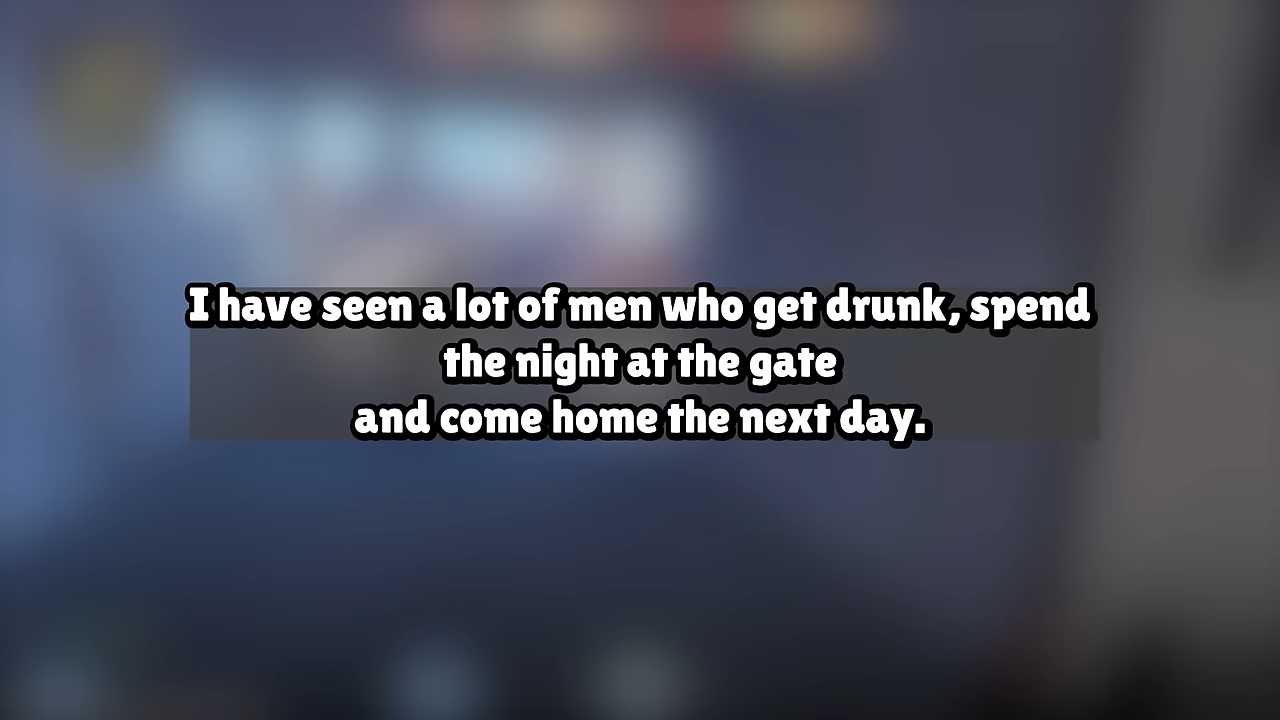 I have seen a lot of men who get drunk, spend
the night at the gate
and come home the next day.